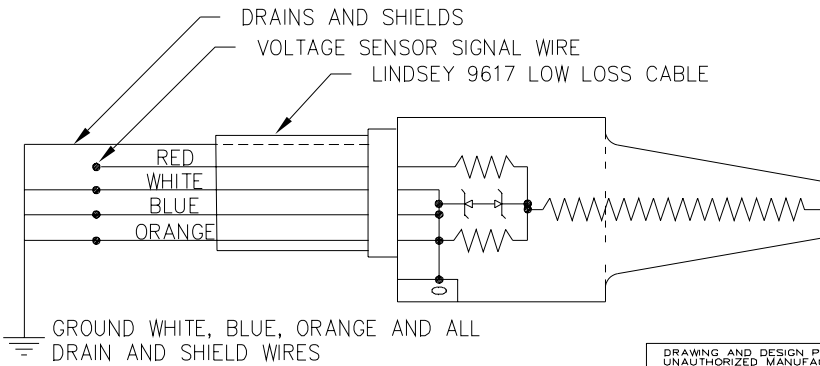 DRAINS AND SHIELDS
VOLTAGE SENSOR SIGNAL WIRE
LINDSEY 9617 LOW LOSS CABLE
RED
WHITE
BLUE
ORANGE
GROUND WHITE, BLUE, ORANGE AND ALL
DRAIN AND SHIELD WIRES
DRAWING AND DESIGN
UNAUTHORIZED